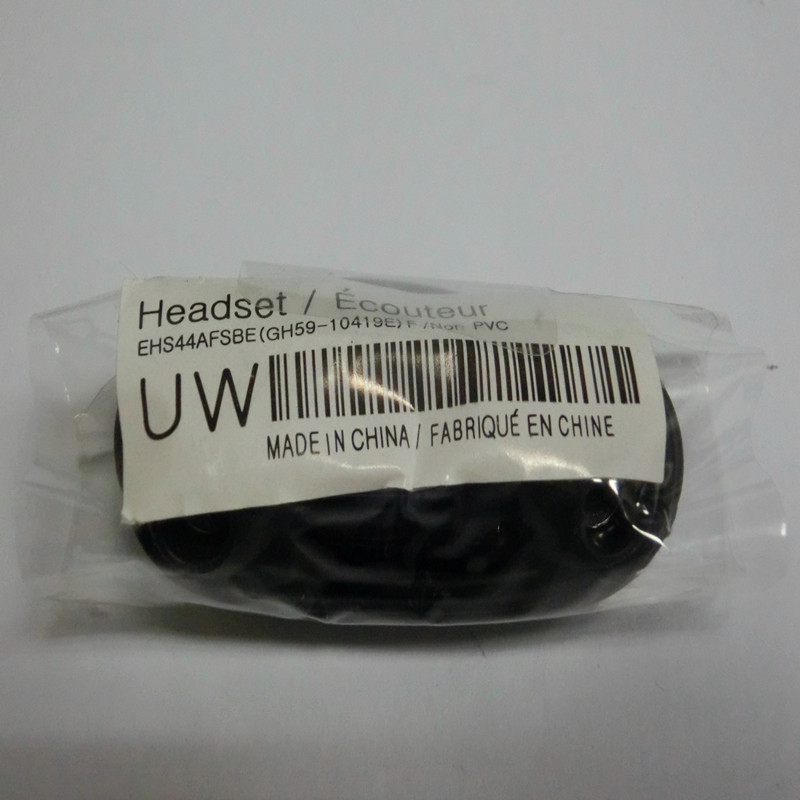 Headset / Écouteur
EHS44AFSBE(GH59-10419E)F/Non PVC
UW
MADE IN CHINA / FABRIQUÉ EN CHINE